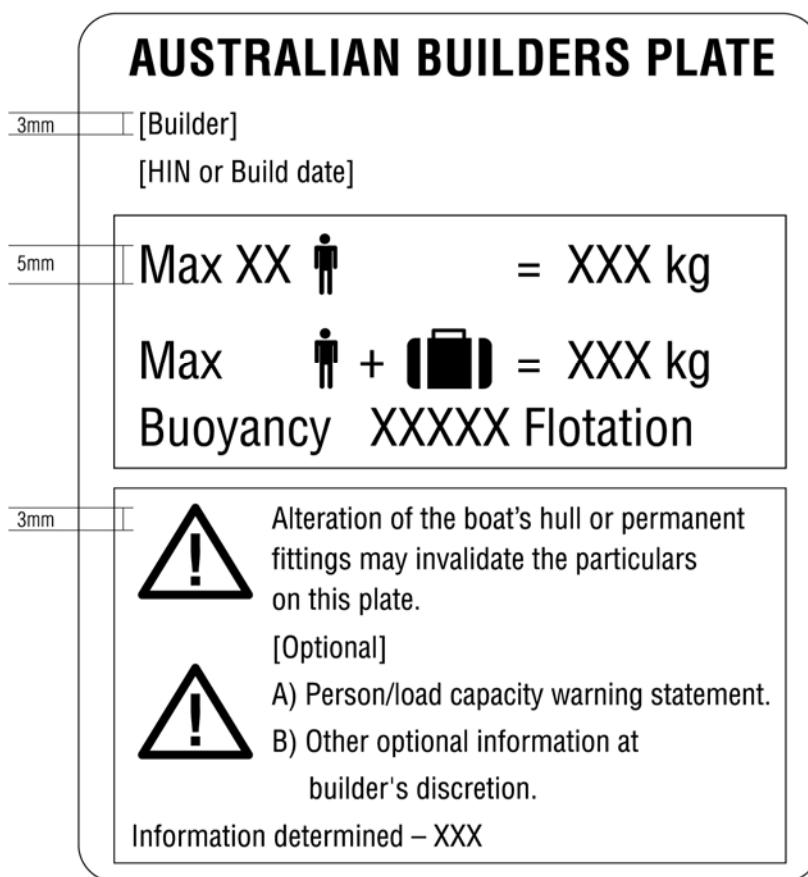 AUSTRALIAN BUILDERS PLATE
3mm [Builder]
[HIN or Build date]
5mm Max XX = XXX kg
Max + = XXX kg
Buoyancy XXXXX Flotation
3mm ! Alteration of the boat's hull or permanent
fittings may invalidate the particulars
on this plate.
[Optional]
! A) Person/load capacity warning statement.
B) Other optional information at
builder's discretion.
Information determined – XXX